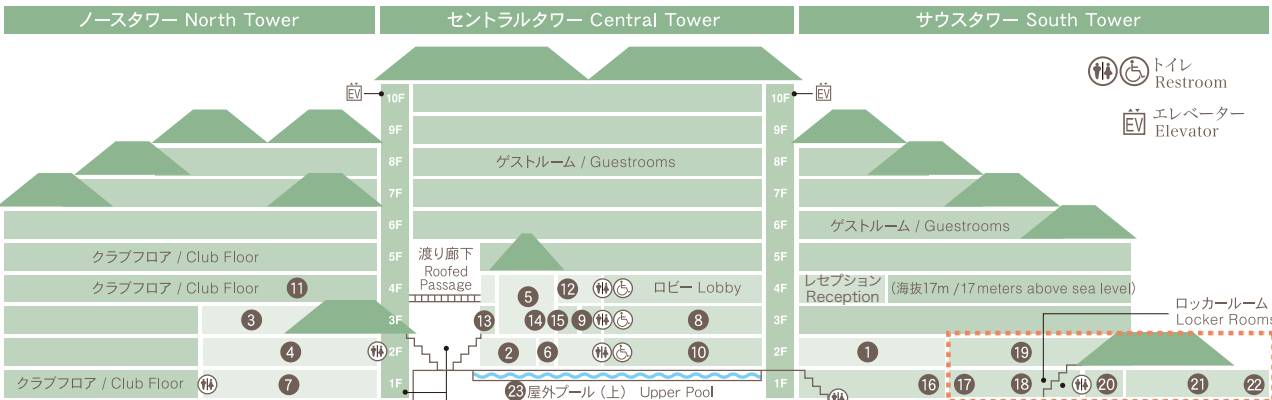 ノースタワー North Tower
セントラルタワー Central Tower
サウスタワー South Tower
トイレ
Restroom
EV
エレベーター
Elevator
EV
10F
10F
EV
9F
9F
8F
ゲストルーム / Guestrooms
8F
7F
7F
6F
6F
ゲストルーム / Guestrooms
クラブフロア / Club Floor
5F
渡り廊下
Roofed
Passage
5F
クラブフロア / Club Floor
11
4F
5
12
ロビー Lobby
4F
レセプション
Reception
(海抜17m /17 meters above sea level)
ロッカールーム
Locker Rooms
3
3F
13
14
15
9
8
3F
4
2F
2
6
10
2F
1
19
クラブフロア / Club Floor
7
1F
1F
16
17
18
20
21
22
23
屋外プール（上） Upper Pool